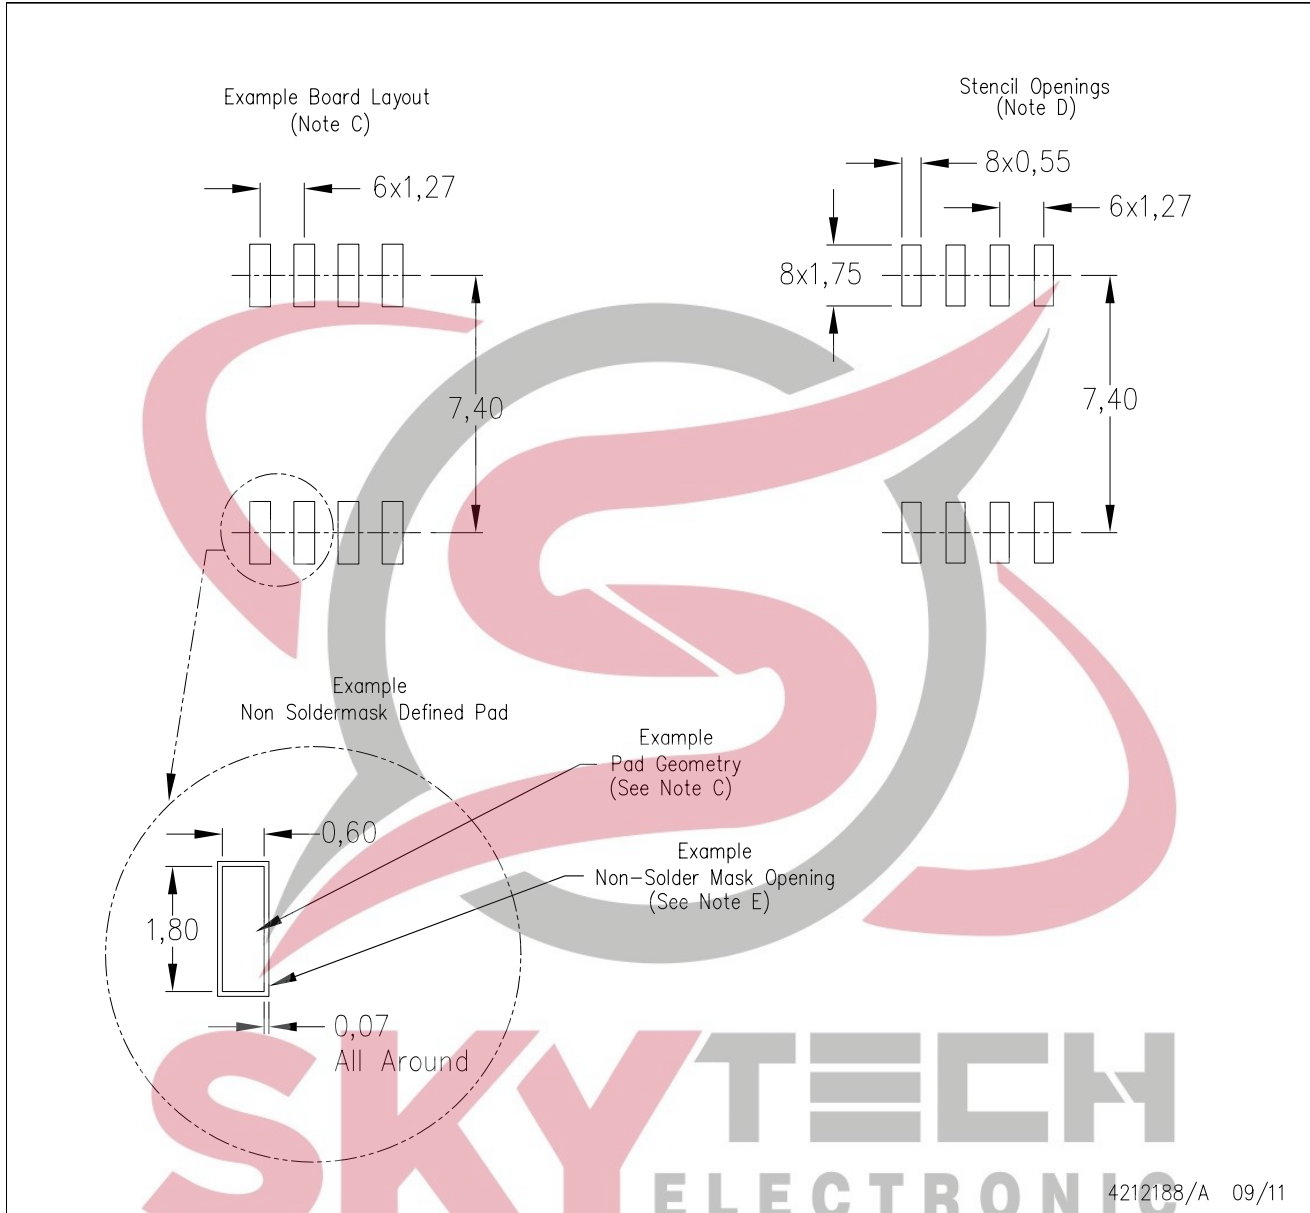 Example Board Layout
(Note C)
6x1,27
7,40
Stencil Openings
(Note D)
8x0,55
6x1,27
8x1,75
7,40
Example
Non Soldermask Defined Pad
Example
Pad Geometry
(See Note C)
0,60
Example
Non-Solder Mask Opening
(See Note E)
1,80
0,07
All Around
SKYTECH
ELECTRONIC
4212188/A 09/11